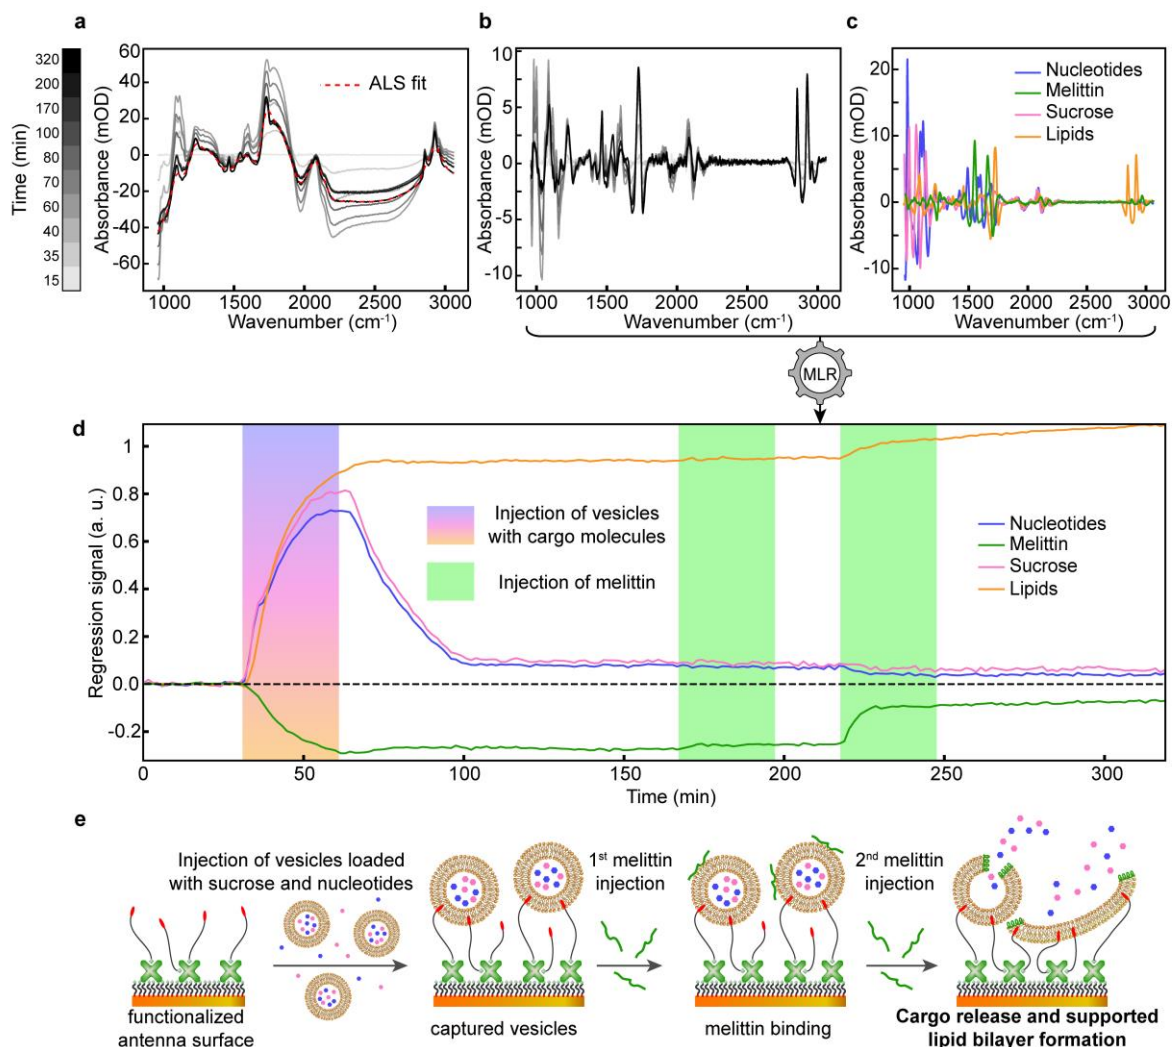 a
b
c
Time (min)
320
200
170
100
80
70
60
40
35
15
Absorbance (mOD)
60
40
20
0
-20
-40
-60
ALS fit
1000 1500 2000 2500 3000
Wavenumber (cm⁻¹)
Absorbance (mOD)
10
5
0
-5
-10
1000 1500 2000 2500 3000
Wavenumber (cm⁻¹)
Absorbance (mOD)
20
10
0
-10
Nucleotides
Melittin
Sucrose
Lipids
1000 1500 2000 2500 3000
Wavenumber (cm⁻¹)
MLR
d
Regression signal (a. u.)
1
0.8
0.6
0.4
0.2
0.0
-0.2
Injection of vesicles
with cargo molecules
Injection of melittin
Nucleotides
Melittin
Sucrose
Lipids
0 50 100 150 200 250 300
Time (min)
e
Injection of vesicles loaded
with sucrose and nucleotides
1st melittin
injection
2nd melittin
injection
functionalized
antenna surface
captured vesicles
melittin binding
Cargo release and supported
lipid bilayer formation